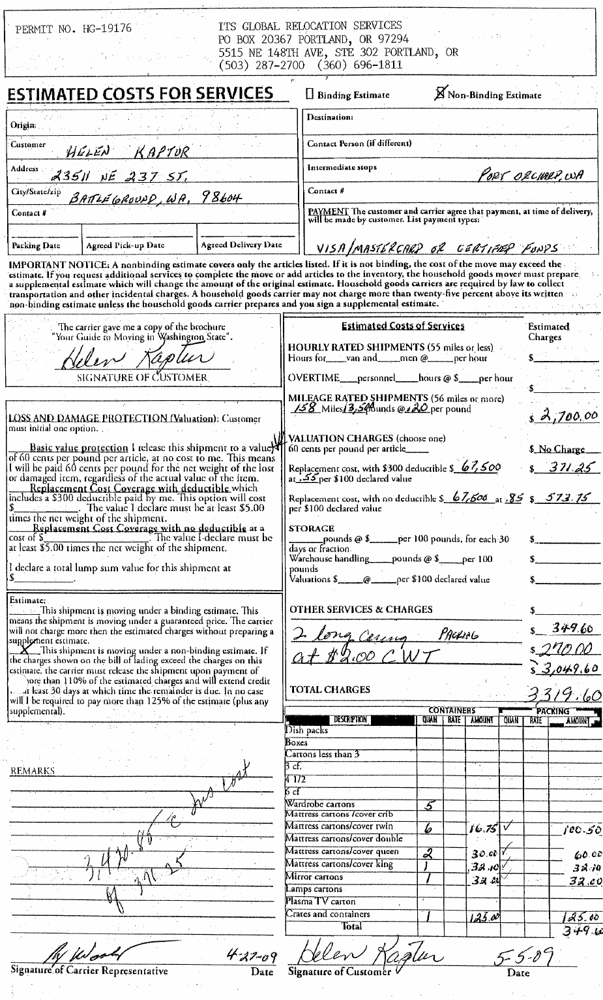 PERMIT NO. HG-19176
ITS GLOBAL RELOCATION SERVICES
PO BOX 20367 PORTLAND, OR 97294
5515 NE 148TH AVE, STE 302 PORTLAND, OR
(503) 287-2700 (360) 696-1811
ESTIMATED COSTS FOR SERVICES
Binding Estimate
Non-Binding Estimate
Origin:
Customer HELEN KAPTUR
Address 23511 NE 237 ST.
City/State/zip BATTLEGROUND, WA. 98604
Contact #
Packing Date Agreed Pick-up Date Agreed Delivery Date
Destination:
Contact Person (if different)
Intermediate stops PORT ORCHARD, WA
Contact #
PAYMENT The customer and carrier agree that payment, at time of delivery,
will be made by customer. List payment types:
VISA/MASTERCARD OR CERTIFIED FUNDS
IMPORTANT NOTICE: A nonbinding estimate covers only the articles listed. If it is not binding, the cost of the move may exceed the
estimate. If you request additional services to complete the move or add articles to the inventory, the household goods mover must prepare
a supplemental estimate which will change the amount of the original estimate. Household goods carriers are required by law to collect
transportation and other incidental charges. A household goods carrier may not charge more than twenty-five percent above its written
non-binding estimate unless the household goods carrier prepares and you sign a supplemental estimate.
The carrier gave me a copy of the brochure
"Your Guide to Moving in Washington State".
Helen Kaptur
SIGNATURE OF CUSTOMER
LOSS AND DAMAGE PROTECTION (Valuation): Customer
must initial one option.
Basic value protection I release this shipment to a value
of 60 cents per pound per article, at no cost to me. This means
I will be paid 60 cents per pound for the net weight of the lost
or damaged item, regardless of the actual value of the item.
Replacement Cost Coverage with deductible which
includes a $300 deductible paid by me. This option will cost
$ . The value I declare must be at least $5.00
times the net weight of the shipment.
Replacement Cost Coverage with no deductible at a
cost of $ . The value I declare must be
at least $5.00 times the net weight of the shipment.
I declare a total lump sum value for this shipment at
$ .
Estimate:
This shipment is moving under a binding estimate. This
means the shipment is moving under a guaranteed price. The carrier
will not charge more then the estimated charges without preparing a
supplement estimate.
X This shipment is moving under a non-binding estimate. If
the charges shown on the bill of lading exceed the charges on this
estimate, the carrier must release the shipment upon payment of
ore than 110% of the estimated charges and will extend credit
at least 30 days at which time the remainder is due. In no case
will I be required to pay more than 125% of the estimate (plus any
supplemental).
REMARKS
3,420.85
of 371.25
Estimated Costs of Services
Estimated
Charges
HOURLY RATED SHIPMENTS (55 miles or less)
Hours for van and men @ per hour $
OVERTIME personnel hours @ $ per hour
$
MILEAGE RATED SHIPMENTS (56 miles or more)
158 Miles 13,500 pounds @ .20 per pound $ 2,700.00
VALUATION CHARGES (choose one)
60 cents per pound per article $ No Charge
Replacement cost, with $300 deductible $ 67,500 $ 371.25
at .55 per $100 declared value
Replacement cost, with no deductible $ 67,500 at .85 $ 573.75
per $100 declared value
STORAGE
pounds @ $ per 100 pounds, for each 30 $
days or fraction
Warehouse handling pounds @ $ per 100 $
pounds
Valuations $ @ per $100 declared value $
OTHER SERVICES & CHARGES $
2 long PACKING $ 349.60
at $2.00 CWT $ 270.00
$ 3,049.60
TOTAL CHARGES 3319.60
CONTAINERS PACKING
DESCRIPTION QUAN RATE AMOUNT QUAN RATE AMOUNT
Dish packs
Boxes
Cartons less than 3
3 cf.
4 1/2
6 cf
Wardrobe cartons 5
Mattress cartons /cover crib
Mattress cartons/cover twin 6 16.75 ✓ 100.50
Mattress cartons/cover double
Mattress cartons/cover queen 2 30.00 ✓ 60.00
Mattress cartons/cover king 1 32.10 ✓ 32.10
Mirror cartons 1 32.00 ✓ 32.00
Lamps cartons
Plasma TV carton
Crates and containers 1 125.00 125.00
Total 349.60
4-27-09
Signature of Carrier Representative Date
Helen Kaptur 5-5-09
Signature of Customer Date